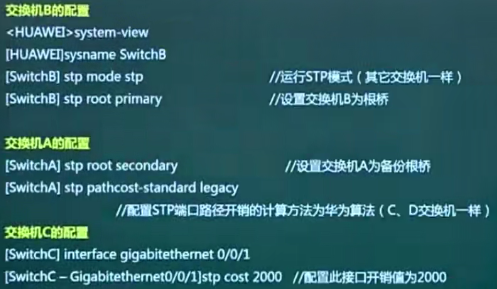 交换机B的配置
<HUAWEI>system-view
[HUAWEI]sysname SwitchB
[SwitchB] stp mode stp //运行STP模式（其它交换机一样）
[SwitchB] stp root primary //设置交换机B为根桥
交换机A的配置
[SwitchA] stp root secondary //设置交换机A为备份根桥
[SwitchA] stp pathcost-standard legacy
//配置STP端口路径开销的计算方法为华为算法（C、D交换机一样）
交换机C的配置
[SwitchC] interface gigabitethernet 0/0/1
[SwitchC – Gigabitethernet0/0/1]stp cost 2000 //配置此接口开销值为2000